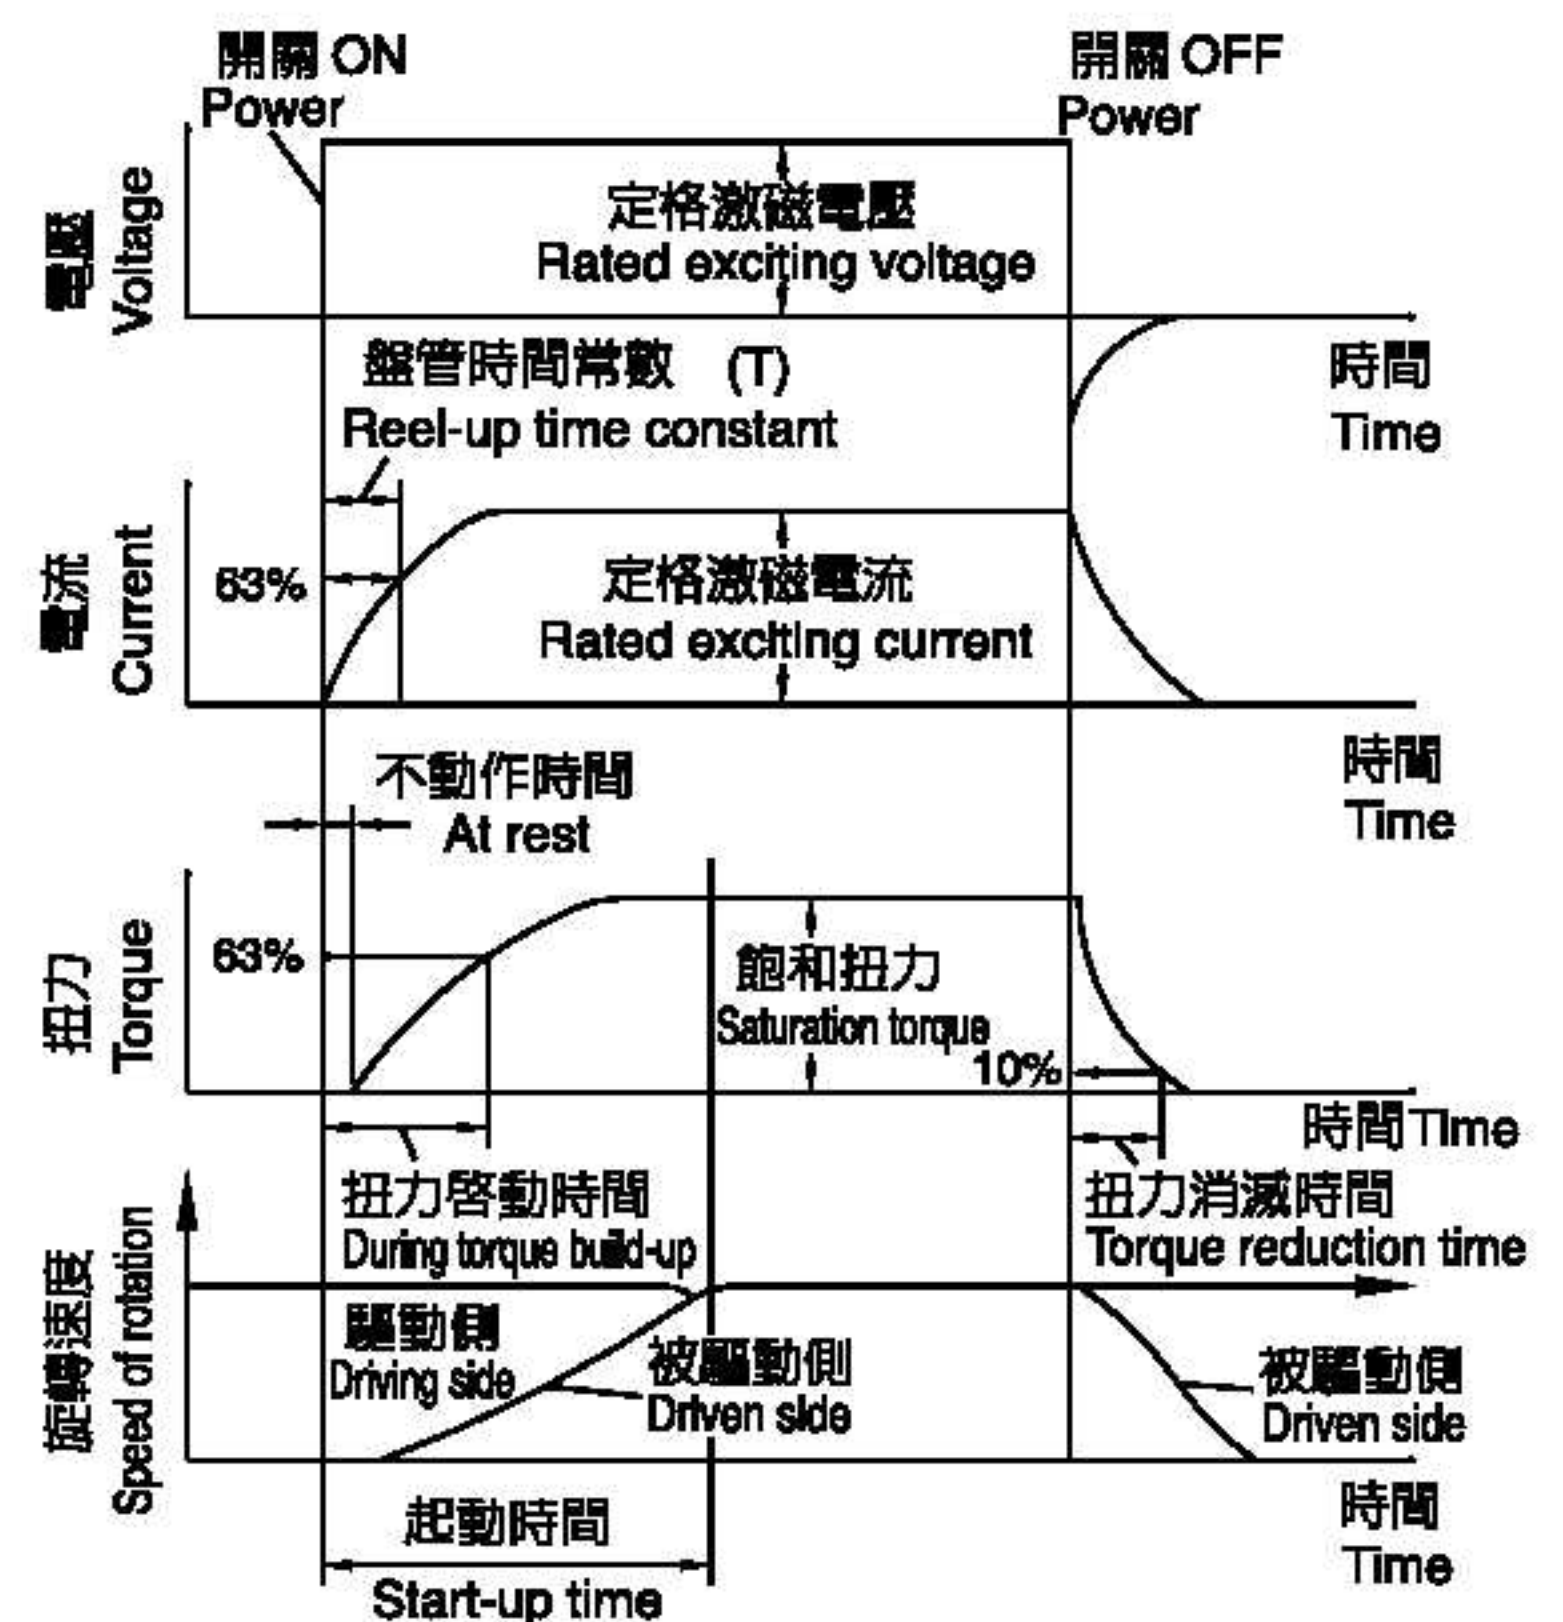 開關 ON
Power
開關 OFF
Power
電壓
Voltage
定格激磁電壓
Rated exciting voltage
時間
Time
盤管時間常數 (T)
Reel-up time constant
電流
Current
63%
定格激磁電流
Rated exciting current
時間
Time
不動作時間
At rest
扭力
Torque
63%
飽和扭力
Saturation torque
10%
時間 Time
扭力啓動時間
During torque build-up
扭力消滅時間
Torque reduction time
旋轉速度
Speed of rotation
驅動側
Driving side
被驅動側
Driven side
被驅動側
Driven side
時間
Time
起動時間
Start-up time